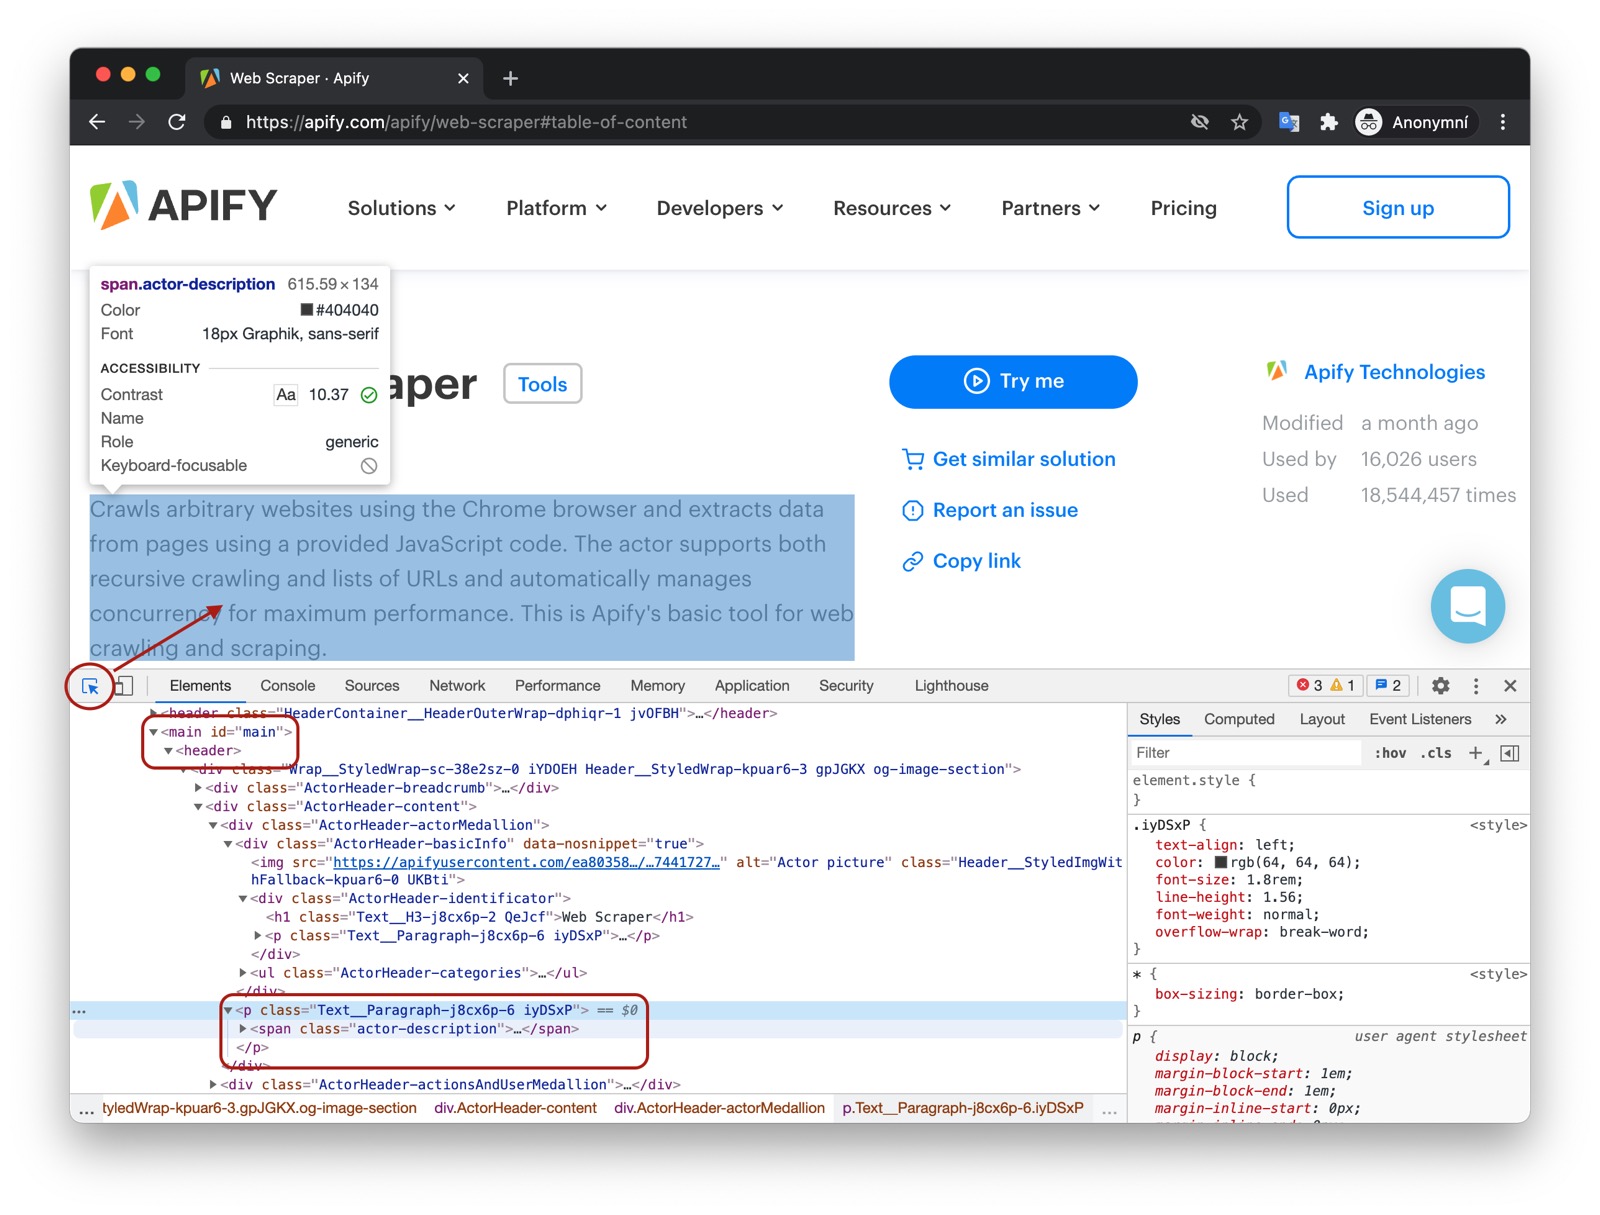 Web Scraper · Apify
https://apify.com/apify/web-scraper#table-of-content
Anonymní
APIFY
Solutions
Platform
Developers
Resources
Partners
Pricing
Sign up
span.actor-description 615.59 × 134
Color #404040
Font 18px Graphik, sans-serif
ACCESSIBILITY
Contrast Aa 10.37
Name
Role generic
Keyboard-focusable
aper
Tools
Try me
Get similar solution
Report an issue
Copy link
Apify Technologies
Modified a month ago
Used by 16,026 users
Used 18,544,457 times
Crawls arbitrary websites using the Chrome browser and extracts data
from pages using a provided JavaScript code. The actor supports both
recursive crawling and lists of URLs and automatically manages
concurrency for maximum performance. This is Apify's basic tool for web
crawling and scraping.
Elements Console Sources Network Performance Memory Application Security Lighthouse
3 1 2
<header class="HeaderContainer__HeaderOuterWrap-dphiqr-1 jvOFBH">…</header>
<main id="main">
<header>
<div class="Wrap__StyledWrap-sc-38e2sz-0 iYDOEH Header__StyledWrap-kpuar6-3 gpJGKX og-image-section">
<div class="ActorHeader-breadcrumb">…</div>
<div class="ActorHeader-content">
<div class="ActorHeader-actorMedallion">
<div class="ActorHeader-basicInfo" data-nosnippet="true">
<img src="https://apifyusercontent.com/ea80358…/…7441727…" alt="Actor picture" class="Header__StyledImgWit
hFallback-kpuar6-0 UKBti">
<div class="ActorHeader-identificator">
<h1 class="Text__H3-j8cx6p-2 QeJcf">Web Scraper</h1>
<p class="Text__Paragraph-j8cx6p-6 iyDSxP">…</p>
</div>
<ul class="ActorHeader-categories">…</ul>
</div>
… <p class="Text__Paragraph-j8cx6p-6 iyDSxP"> == $0
<span class="actor-description">…</span>
</p>
</div>
<div class="ActorHeader-actionsAndUserMedallion">…</div>
… tyledWrap-kpuar6-3.gpJGKX.og-image-section div.ActorHeader-content div.ActorHeader-actorMedallion p.Text__Paragraph-j8cx6p-6.iyDSxP …
Styles Computed Layout Event Listeners »
Filter :hov .cls +
element.style {
}
.iyDSxP { <style>
text-align: left;
color: rgb(64, 64, 64);
font-size: 1.8rem;
line-height: 1.56;
font-weight: normal;
overflow-wrap: break-word;
}
* { <style>
box-sizing: border-box;
}
p { user agent stylesheet
display: block;
margin-block-start: 1em;
margin-block-end: 1em;
margin-inline-start: 0px;